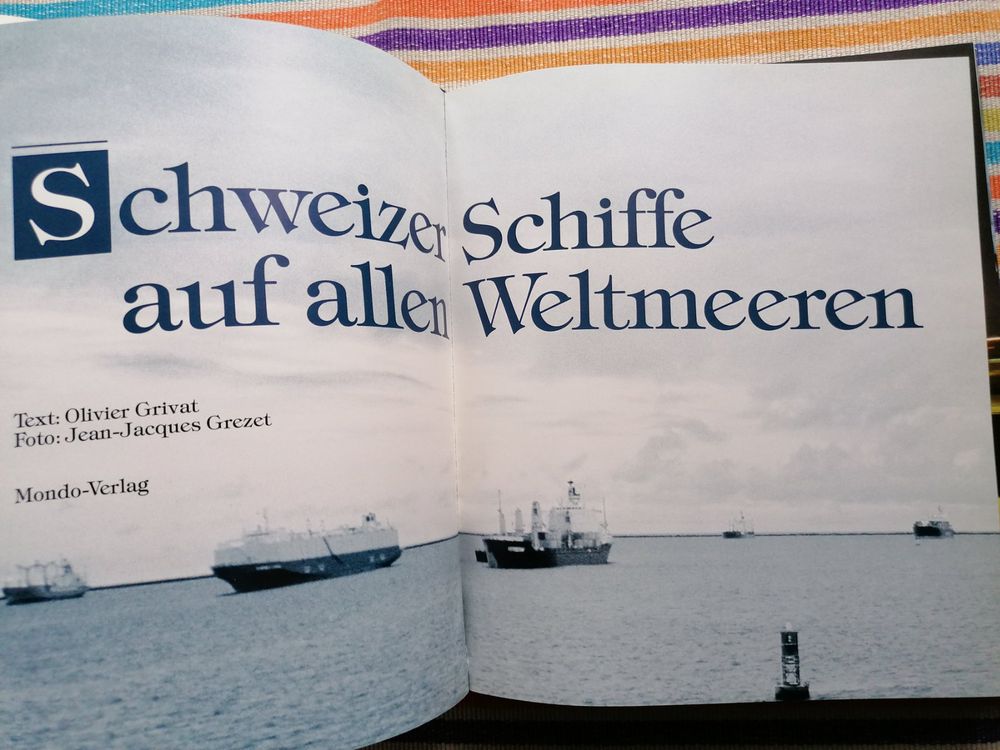 Schweizer Schiffe
auf allen Weltmeeren
Text: Olivier Grivat
Foto: Jean-Jacques Grezet
Mondo-Verlag